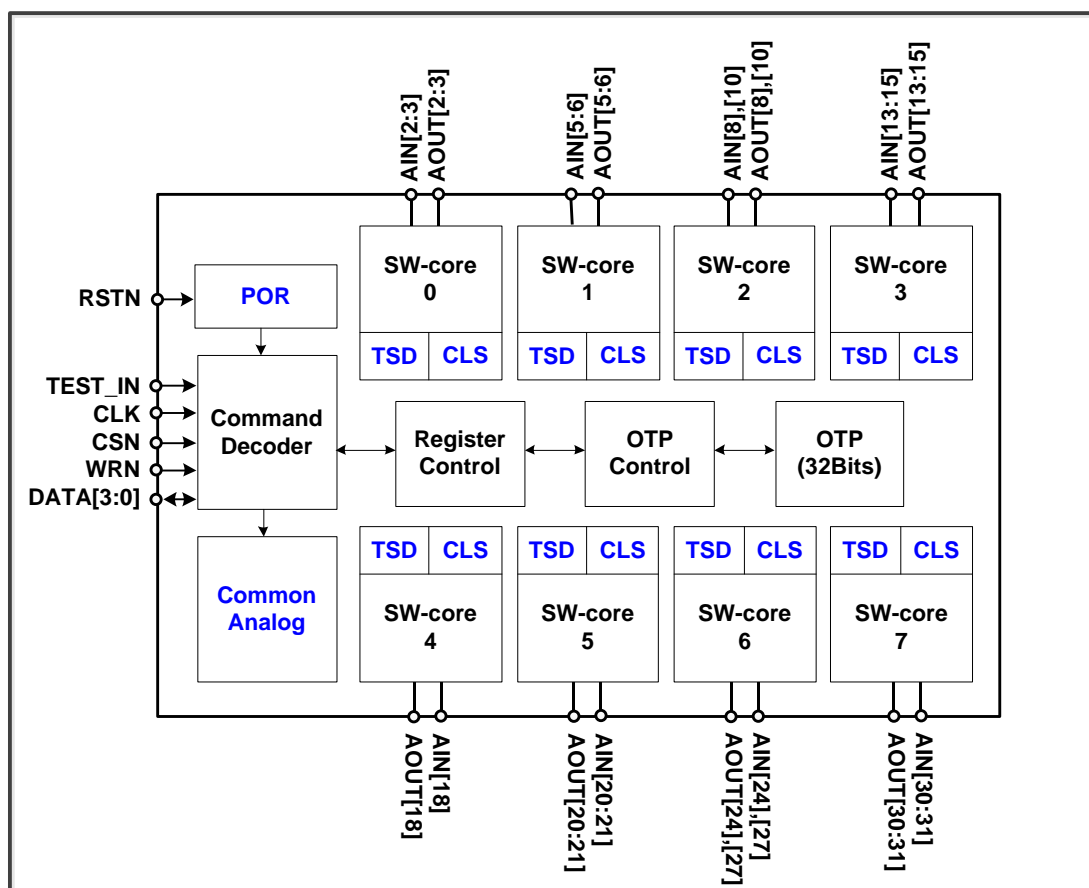 AIN[2:3]
AOUT[2:3]
AIN[5:6]
AOUT[5:6]
AIN[8],[10]
AOUT[8],[10]
AIN[13:15]
AOUT[13:15]
SW-core
0
SW-core
1
SW-core
2
SW-core
3
TSD
CLS
TSD
CLS
TSD
CLS
TSD
CLS
RSTN
POR
TEST_IN
CLK
CSN
WRN
DATA[3:0]
Command
Decoder
Register
Control
OTP
Control
OTP
(32Bits)
Common
Analog
TSD
CLS
TSD
CLS
TSD
CLS
TSD
CLS
SW-core
4
SW-core
5
SW-core
6
SW-core
7
AOUT[18]
AIN[18]
AOUT[20:21]
AIN[20:21]
AOUT[24],[27]
AIN[24],[27]
AOUT[30:31]
AIN[30:31]